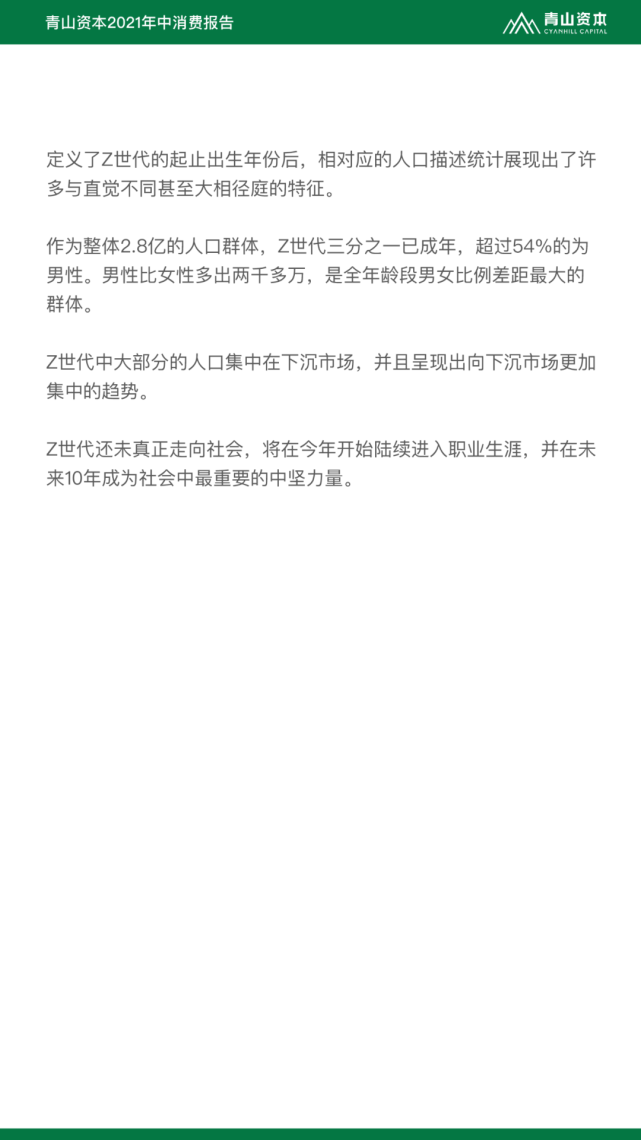 青山资本2021年中消费报告
青山资本
CYANHILL CAPITAL
定义了Z世代的起止出生年份后，相对应的人口描述统计展现出了许
多与直觉不同甚至大相径庭的特征。
作为整体2.8亿的人口群体，Z世代三分之一已成年，超过54%的为
男性。男性比女性多出两千多万，是全年龄段男女比例差距最大的
群体。
Z世代中大部分的人口集中在下沉市场，并且呈现出向下沉市场更加
集中的趋势。
Z世代还未真正走向社会，将在今年开始陆续进入职业生涯，并在未
来10年成为社会中最重要的中坚力量。